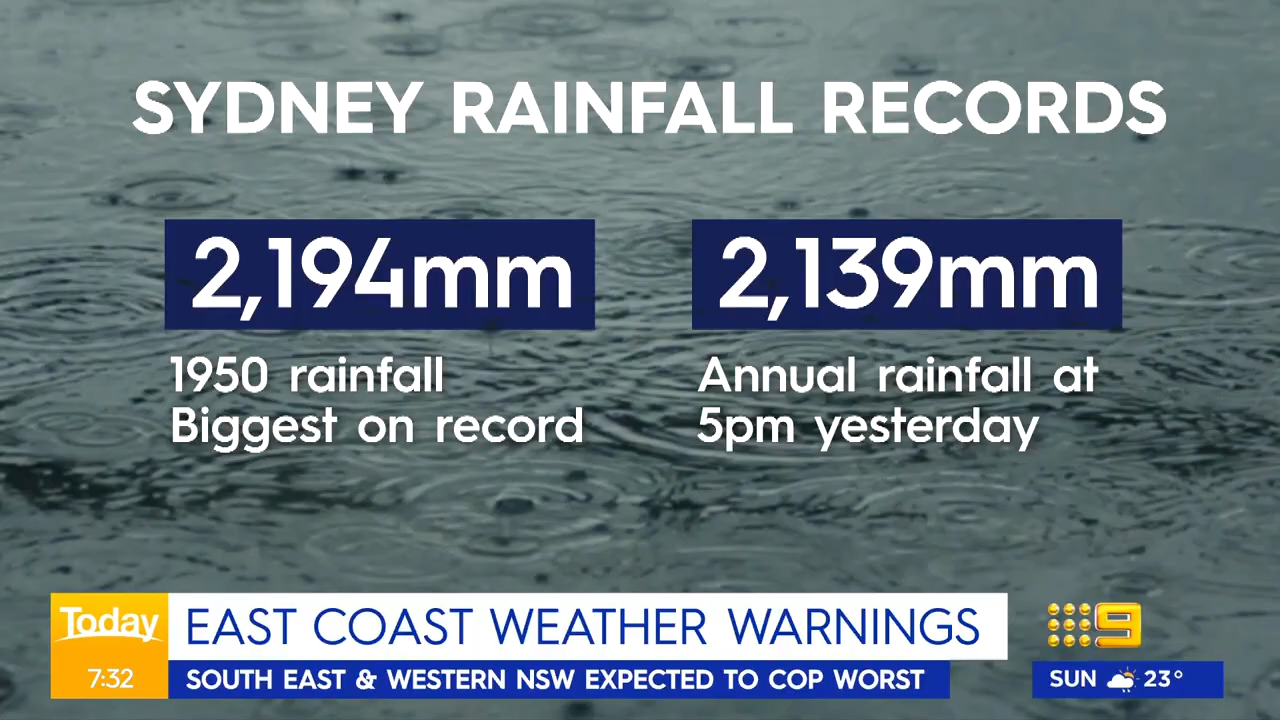 SYDNEY RAINFALL RECORDS
2,194mm
1950 rainfall
Biggest on record
2,139mm
Annual rainfall at
5pm yesterday
Today
7:32
EAST COAST WEATHER WARNINGS
SOUTH EAST & WESTERN NSW EXPECTED TO COP WORST
9
SUN 23°